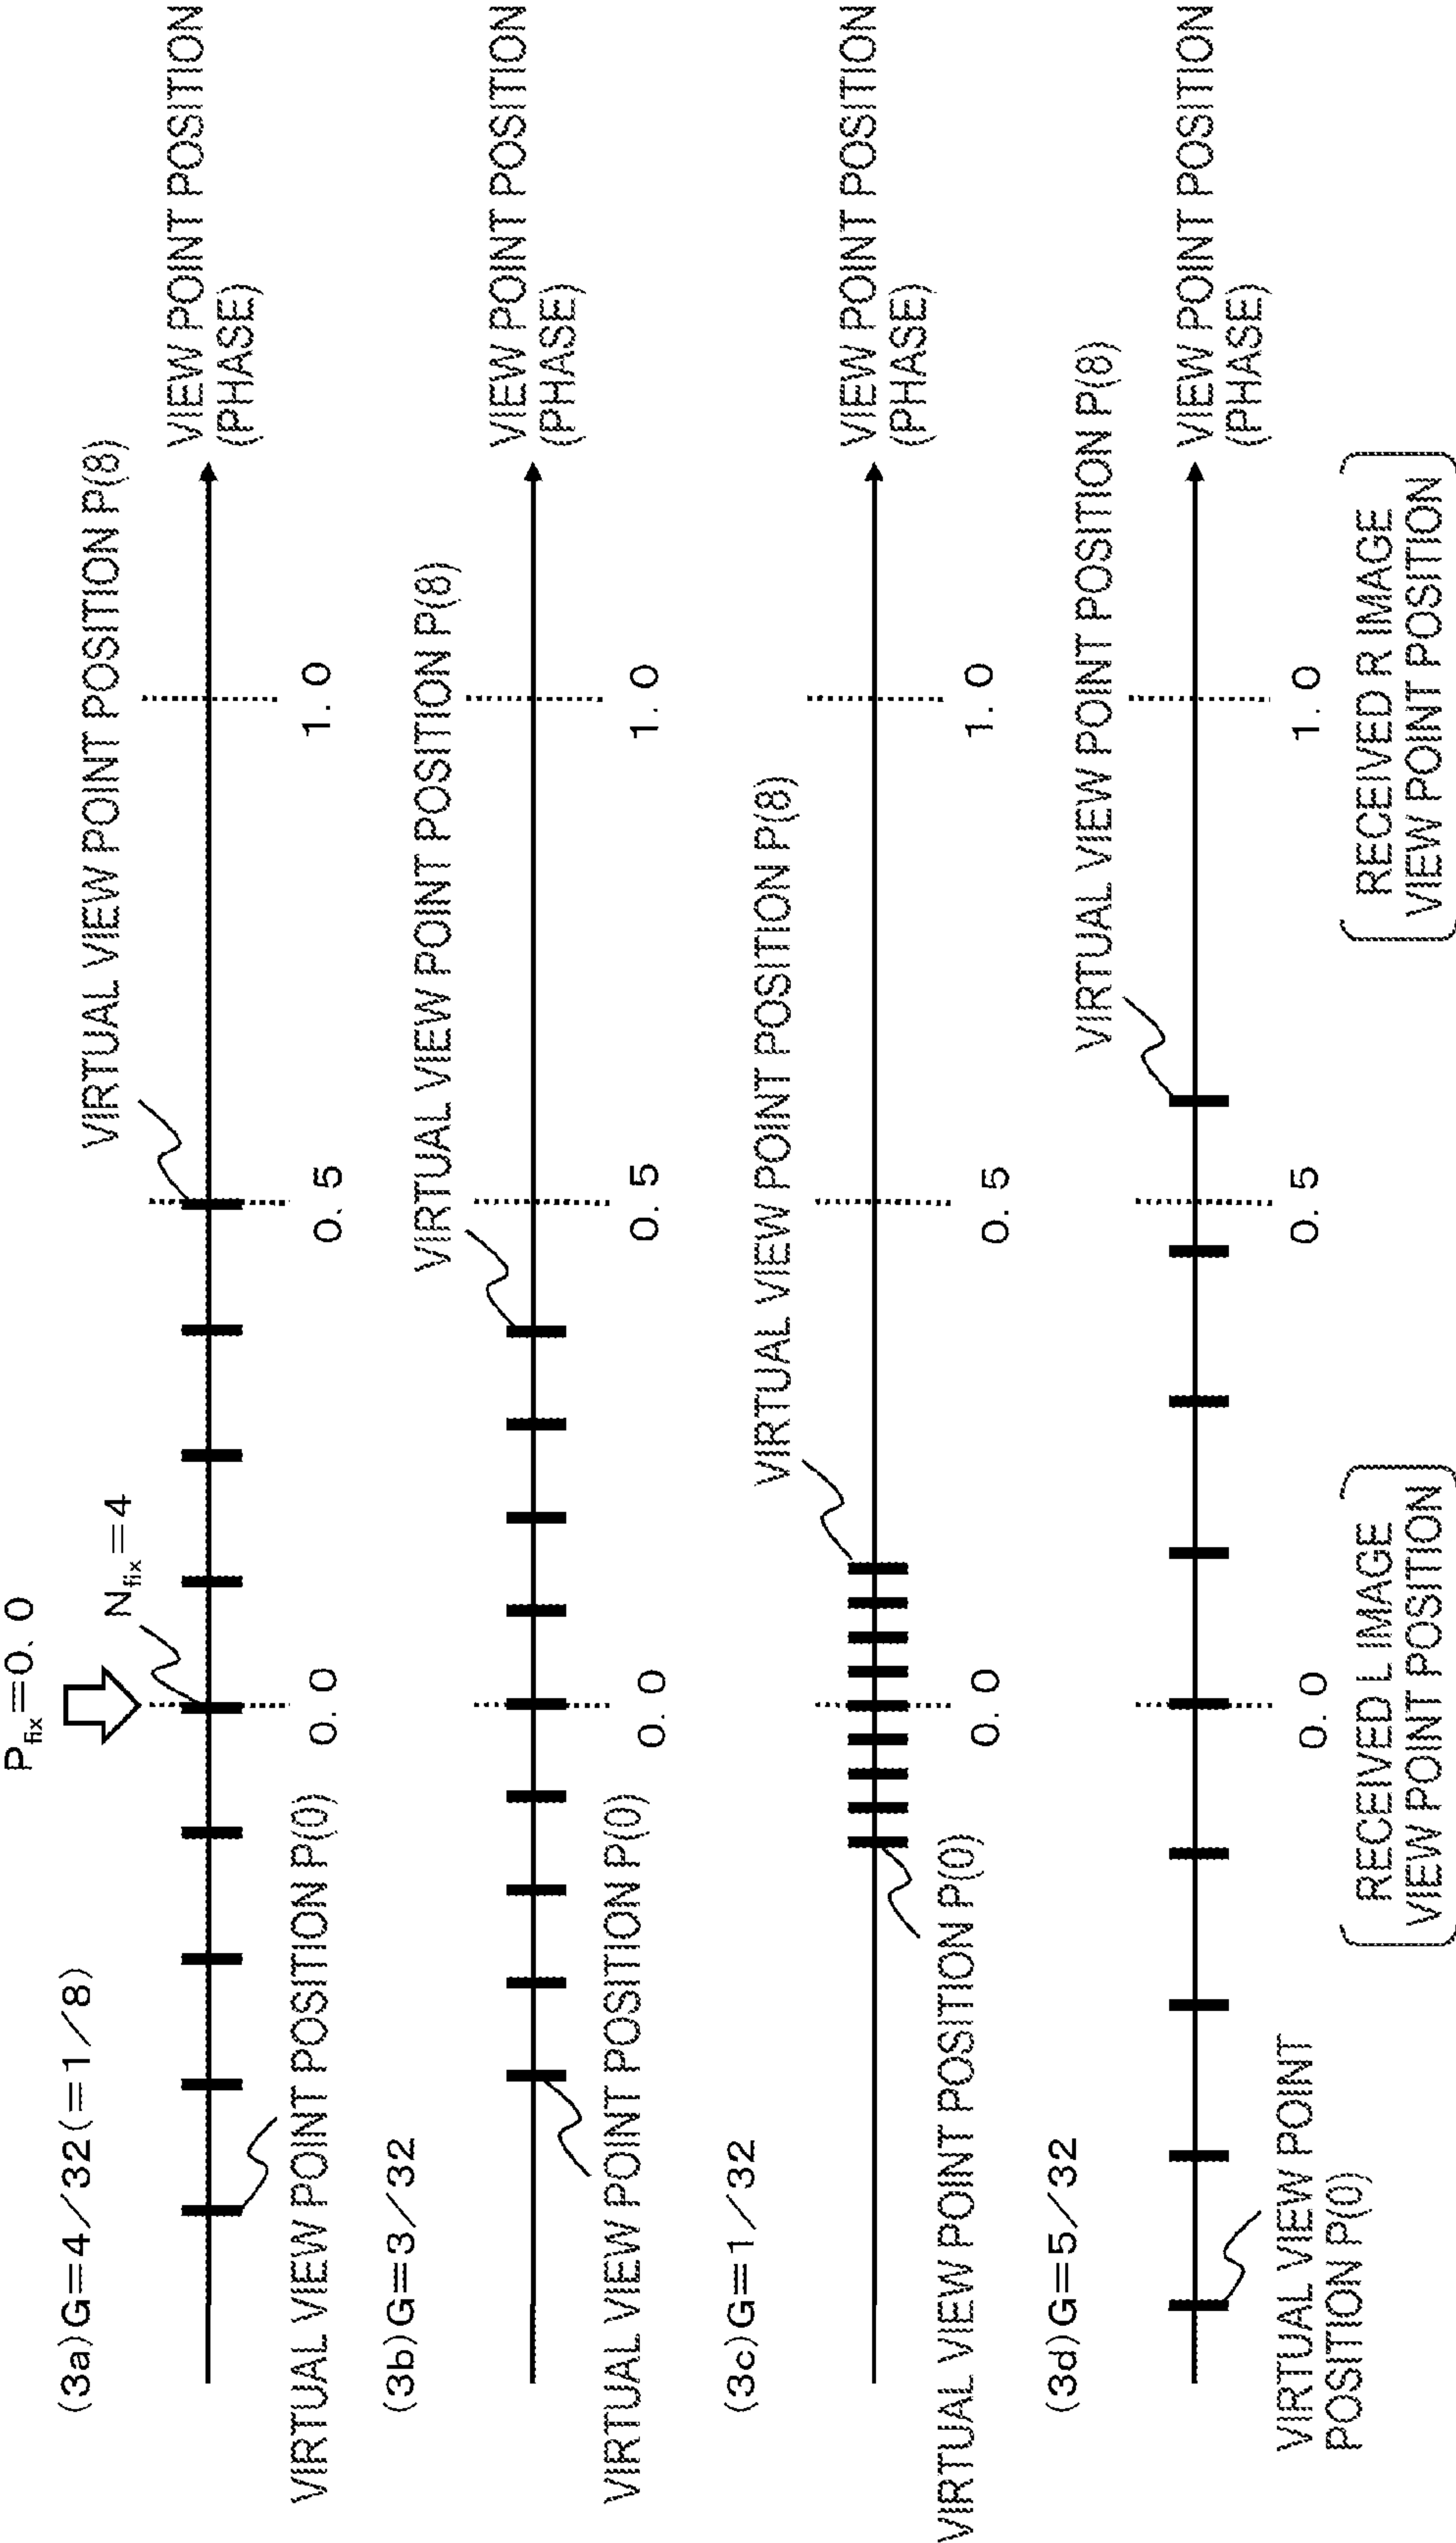 Pfix=0. 0
(3a)G=4/32(=1/8)
Nfix=4
VIRTUAL VIEW POINT POSITION P(8)
VIEW POINT POSITION
(PHASE)
0. 0
0. 5
1. 0
VIRTUAL VIEW POINT POSITION P(0)
(3b)G=3/32
VIRTUAL VIEW POINT POSITION P(8)
VIEW POINT POSITION
(PHASE)
0. 0
0. 5
1. 0
VIRTUAL VIEW POINT POSITION P(0)
(3c)G=1/32
VIRTUAL VIEW POINT POSITION P(8)
VIEW POINT POSITION
(PHASE)
0. 0
0. 5
1. 0
VIRTUAL VIEW POINT POSITION P(0)
(3d)G=5/32
VIRTUAL VIEW POINT POSITION P(8)
VIEW POINT POSITION
(PHASE)
VIRTUAL VIEW POINT
POSITION P(0)
0. 0
0. 5
1. 0
RECEIVED L IMAGE
VIEW POINT POSITION
RECEIVED R IMAGE
VIEW POINT POSITION